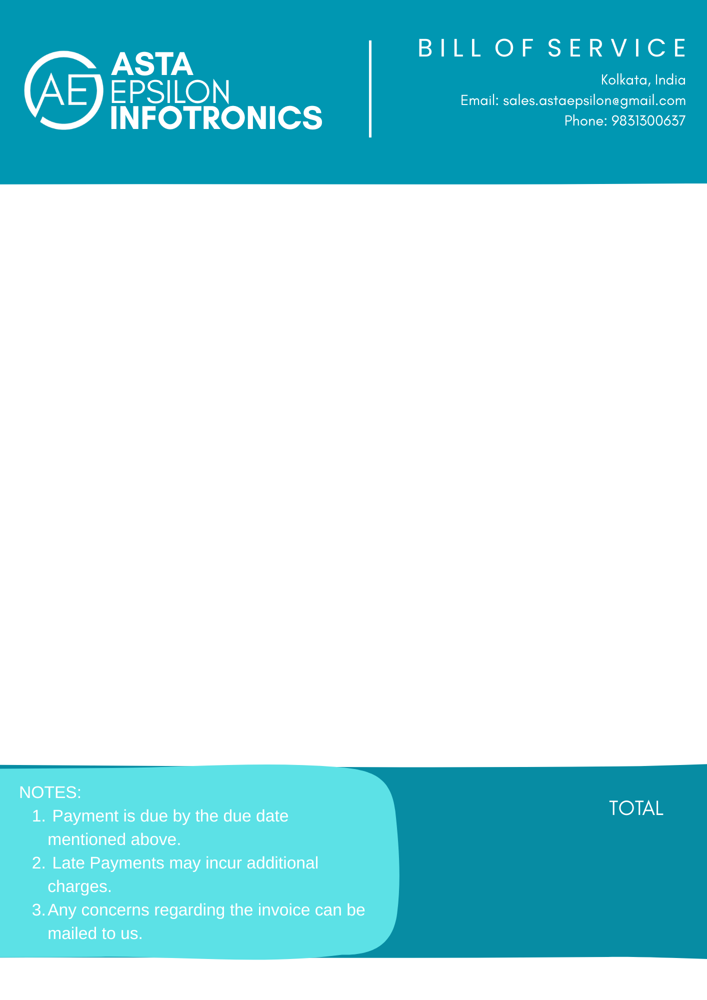 AE
ASTA
EPSILON
INFOTRONICS
BILL OF SERVICE
Kolkata, India
Email: sales.astaepsilon@gmail.com
Phone: 9831300637
NOTES:
1. Payment is due by the due date
mentioned above.
2. Late Payments may incur additional
charges.
3. Any concerns regarding the invoice can be
mailed to us.
TOTAL